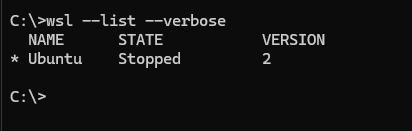 C:\>wsl --list --verbose
  NAME      STATE           VERSION
* Ubuntu    Stopped         2
C:\>